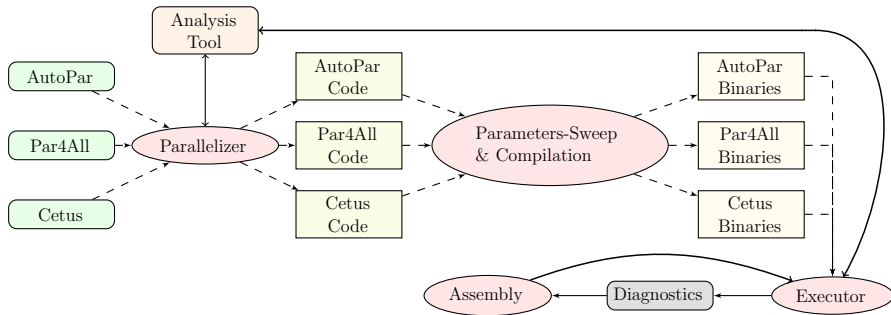 Analysis
Tool
AutoPar
AutoPar
Code
AutoPar
Binaries
Par4All
Parallelizer
Par4All
Code
Parameters-Sweep
& Compilation
Par4All
Binaries
Cetus
Cetus
Code
Cetus
Binaries
Assembly
Diagnostics
Executor